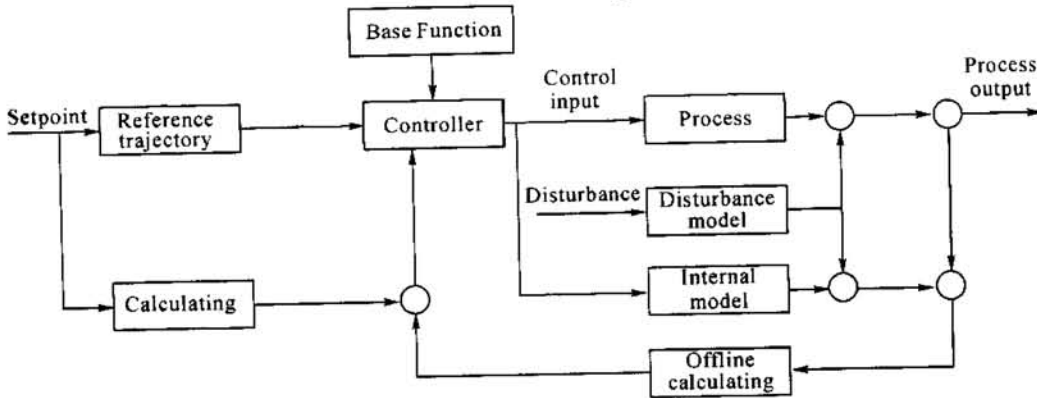 Base Function
Setpoint
Reference
trajectory
Controller
Control
input
Process
Process
output
Disturbance
Disturbance
model
Calculating
Internal
model
Offline
calculating